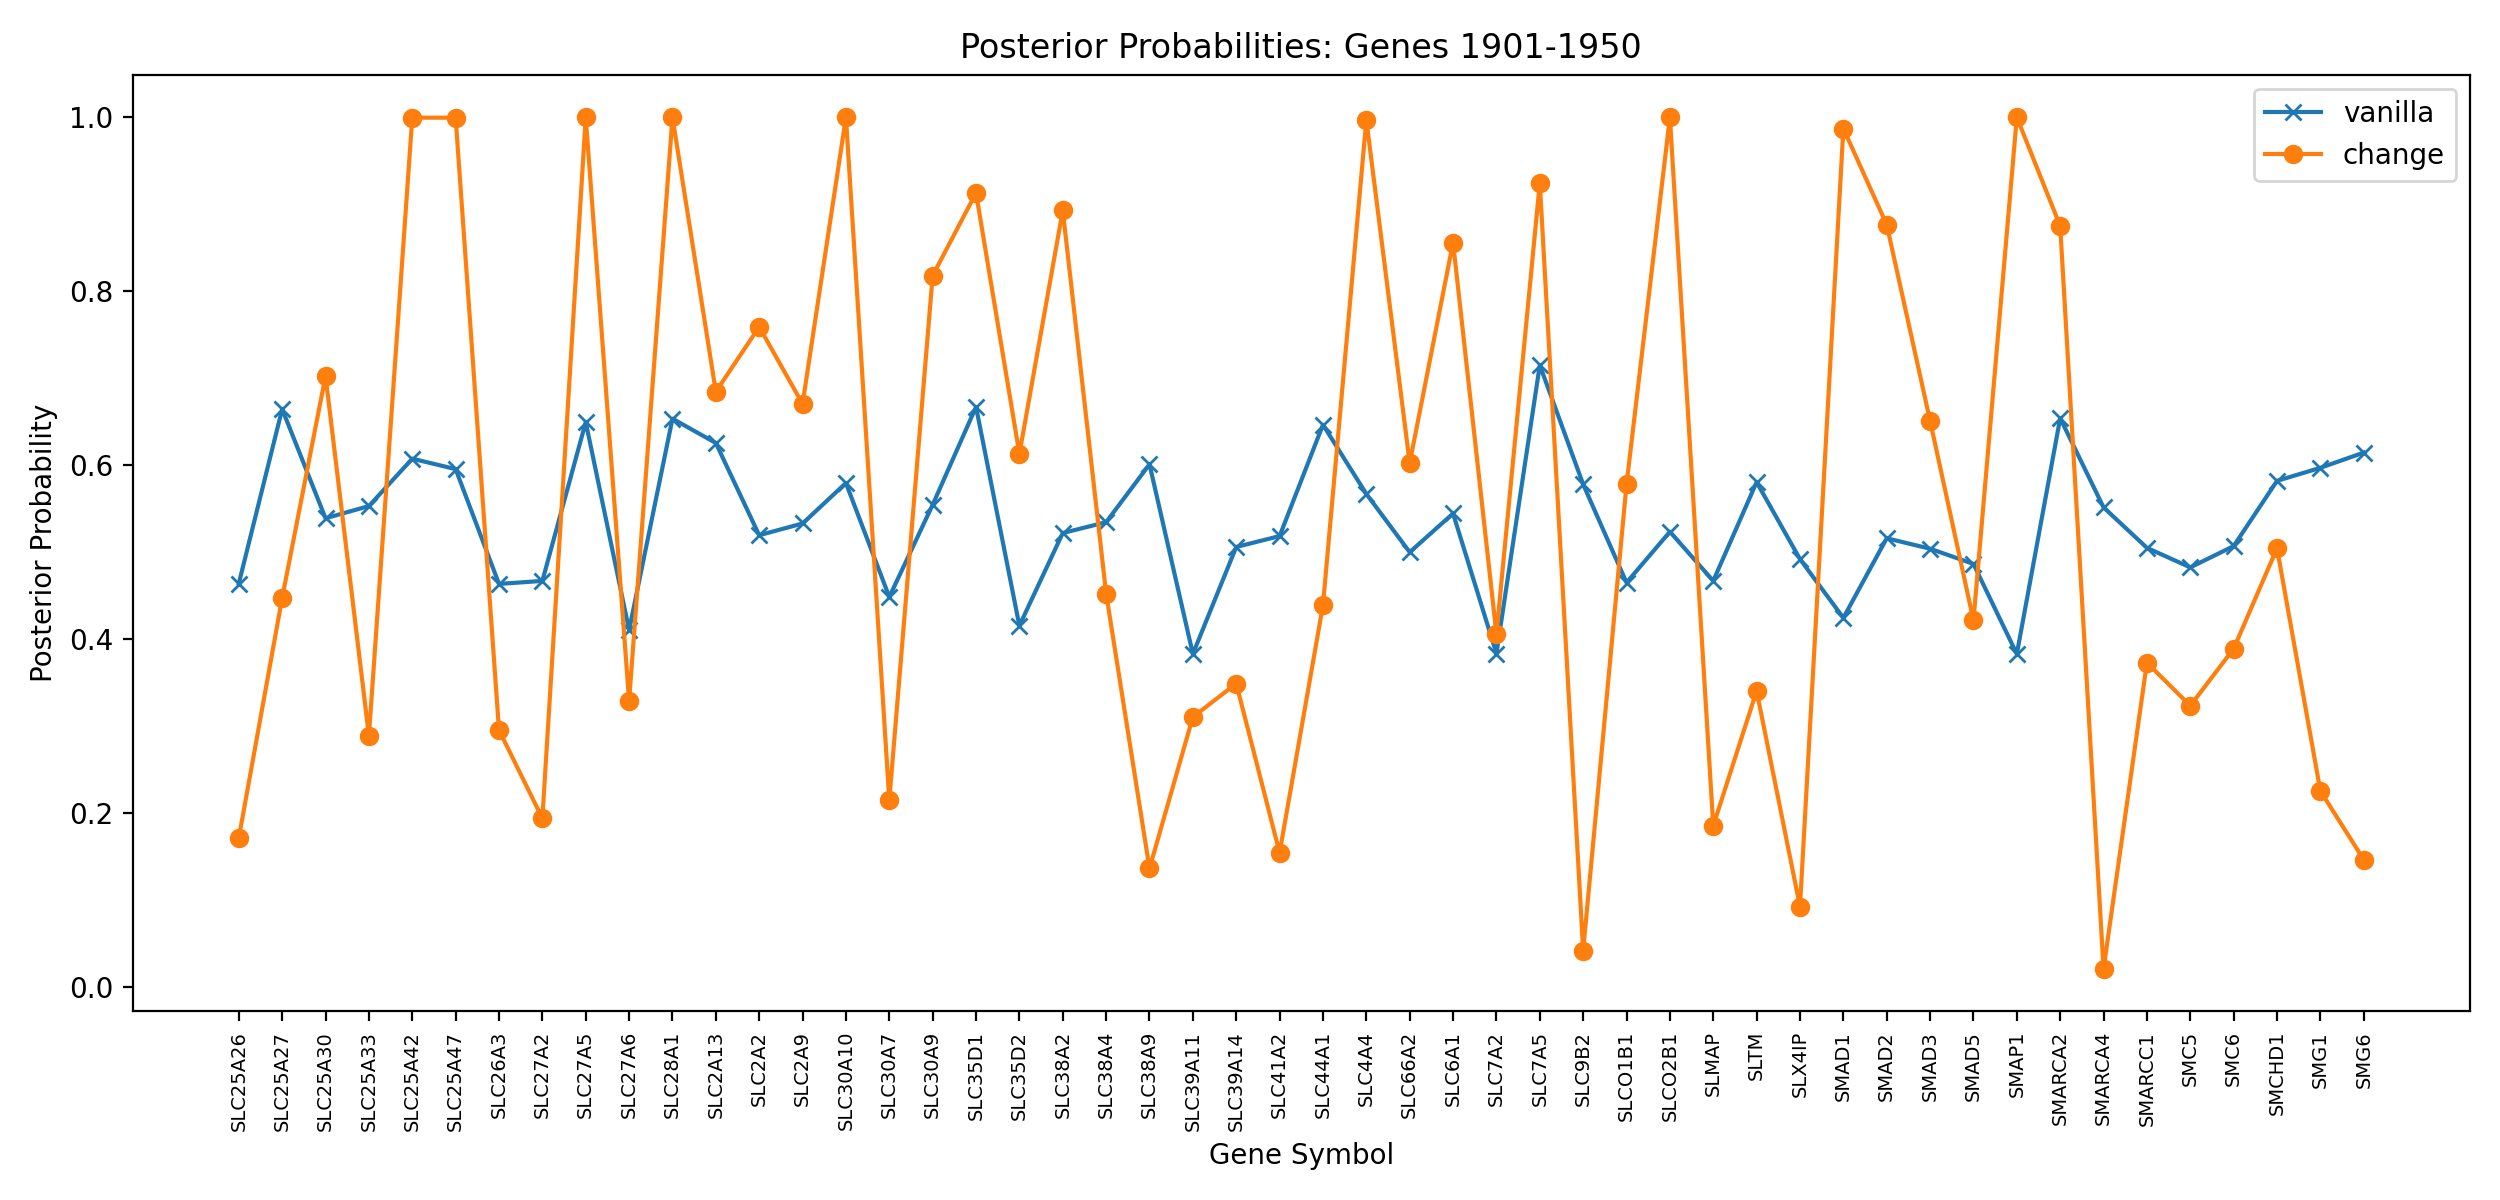 Posterior Probabilities: Genes 1901-1950
vanilla
change
Posterior Probability
1.0
0.8
0.6
0.4
0.2
0.0
SLC25A26
SLC25A27
SLC25A30
SLC25A33
SLC25A42
SLC25A47
SLC26A3
SLC27A2
SLC27A5
SLC27A6
SLC28A1
SLC2A13
SLC2A2
SLC2A9
SLC30A10
SLC30A7
SLC30A9
SLC35D1
SLC35D2
SLC38A2
SLC38A4
SLC38A9
SLC39A11
SLC39A14
SLC41A2
SLC44A1
SLC4A4
SLC66A2
SLC6A1
SLC7A2
SLC7A5
SLC9B2
SLCO1B1
SLCO2B1
SLMAP
SLTM
SLX4IP
SMAD1
SMAD2
SMAD3
SMAD5
SMAP1
SMARCA2
SMARCA4
SMARCC1
SMC5
SMC6
SMCHD1
SMG1
SMG6
Gene Symbol